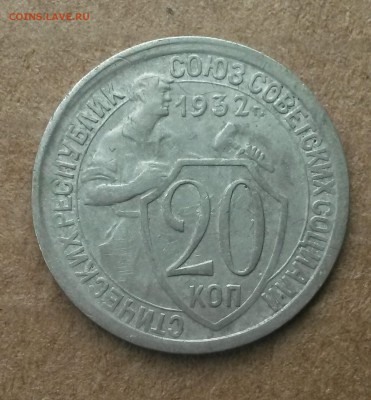 COINSLAVE.RU
СОЮЗ СОВЕТСКИХ СОЦИАЛИ
СТИЧЕСКИХ РЕСПУБЛИК
1932 г.
20
КОП